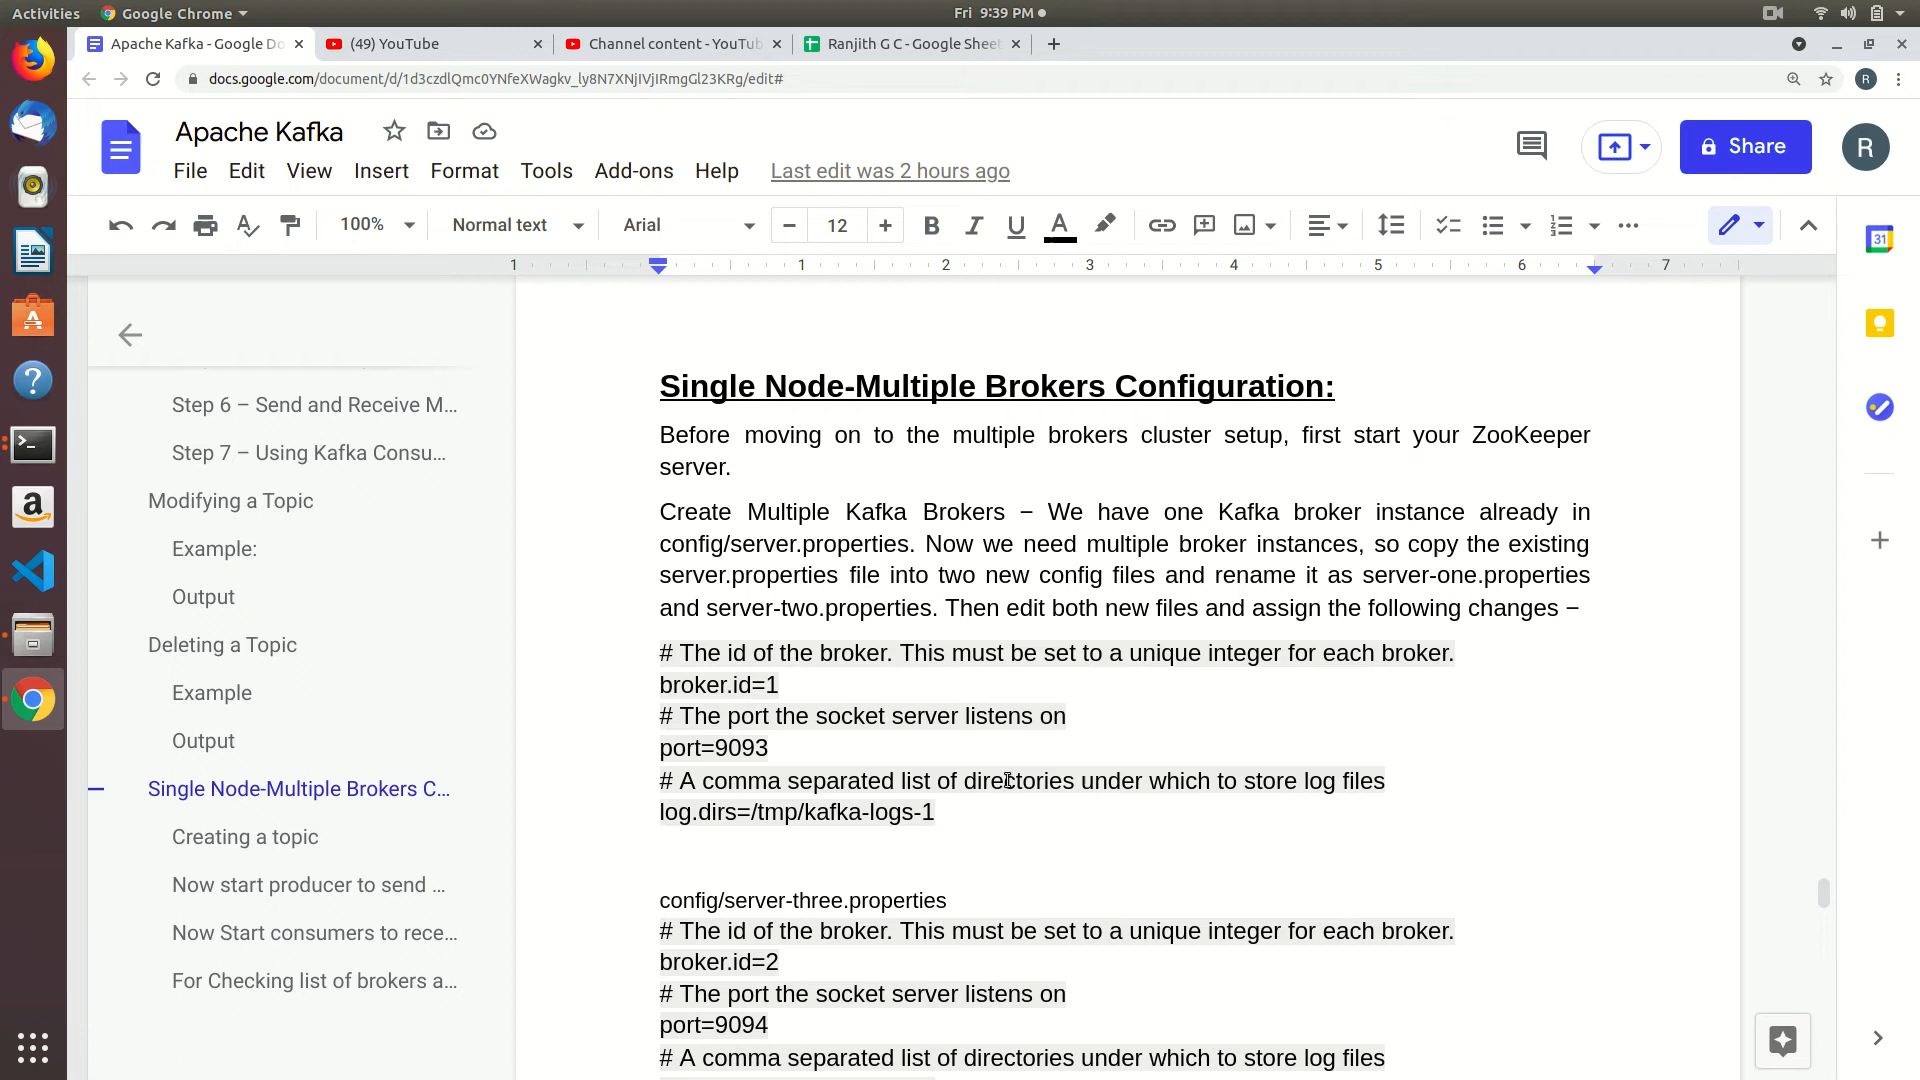 Activities
Google Chrome
Fri 9:39 PM
Apache Kafka - Google Do
(49) YouTube
Channel content - YouTub
Ranjith G C - Google Sheet
docs.google.com/document/d/1d3czdlQmc0YNfeXWagkv_ly8N7XNjIVjIRmgGl23KRg/edit#
R
Apache Kafka
Share
R
File Edit View Insert Format Tools Add-ons Help Last edit was 2 hours ago
100% Normal text Arial 12 B I U A
31
1 1 2 3 4 5 6 7
Step 6 – Send and Receive M...
Step 7 – Using Kafka Consu...
Modifying a Topic
Example:
Output
Deleting a Topic
Example
Output
Single Node-Multiple Brokers C...
Creating a topic
Now start producer to send ...
Now Start consumers to rece...
For Checking list of brokers a...
Single Node-Multiple Brokers Configuration:
Before moving on to the multiple brokers cluster setup, first start your ZooKeeper
server.
Create Multiple Kafka Brokers − We have one Kafka broker instance already in
config/server.properties. Now we need multiple broker instances, so copy the existing
server.properties file into two new config files and rename it as server-one.properties
and server-two.properties. Then edit both new files and assign the following changes −
# The id of the broker. This must be set to a unique integer for each broker.
broker.id=1
# The port the socket server listens on
port=9093
# A comma separated list of directories under which to store log files
log.dirs=/tmp/kafka-logs-1
config/server-three.properties
# The id of the broker. This must be set to a unique integer for each broker.
broker.id=2
# The port the socket server listens on
port=9094
# A comma separated list of directories under which to store log files